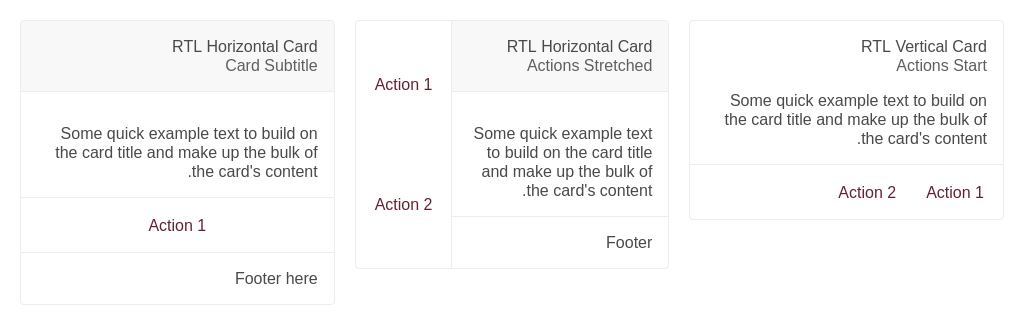 RTL Horizontal Card
Card Subtitle
Some quick example text to build on
the card title and make up the bulk of
.the card's content
Action 1
Footer here
RTL Horizontal Card
Actions Stretched
Some quick example text
to build on the card title
and make up the bulk of
.the card's content
Footer
Action 1
Action 2
RTL Vertical Card
Actions Start
Some quick example text to build on
the card title and make up the bulk of
.the card's content
Action 2 Action 1